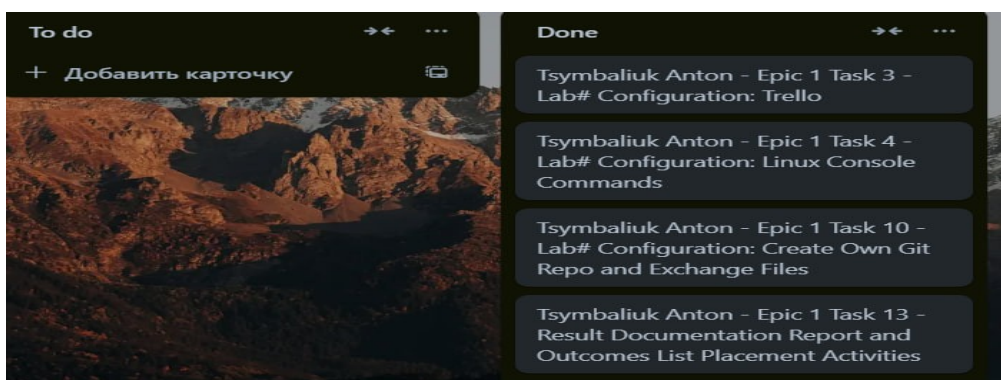 To do
Добавить карточку
Done
Tsymbaliuk Anton - Epic 1 Task 3 -
Lab# Configuration: Trello
Tsymbaliuk Anton - Epic 1 Task 4 -
Lab# Configuration: Linux Console
Commands
Tsymbaliuk Anton - Epic 1 Task 10 -
Lab# Configuration: Create Own Git
Repo and Exchange Files
Tsymbaliuk Anton - Epic 1 Task 13 -
Result Documentation Report and
Outcomes List Placement Activities